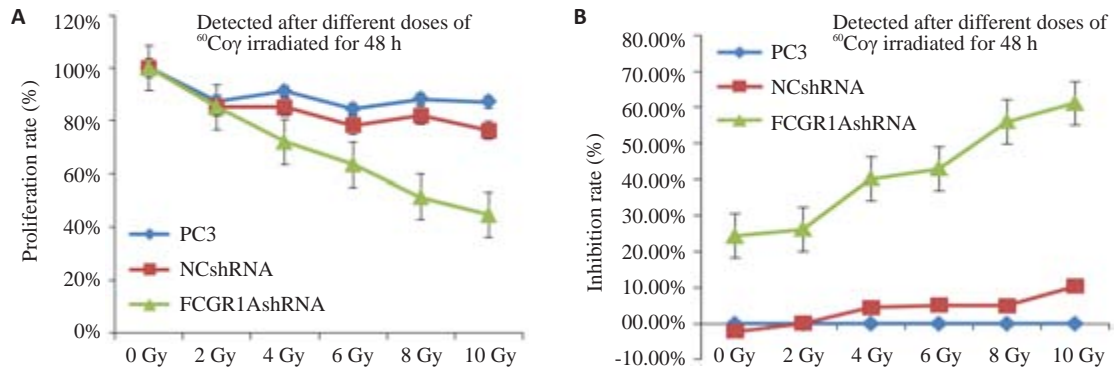 A
Detected after different doses of
⁶⁰Coγ irradiated for 48 h
Proliferation rate (%)
120%
100%
80%
60%
40%
20%
0%
PC3
NCshRNA
FCGR1AshRNA
0 Gy 2 Gy 4 Gy 6 Gy 8 Gy 10 Gy
B
Detected after different doses of
⁶⁰Coγ irradiated for 48 h
Inhibition rate (%)
80.00%
70.00%
60.00%
50.00%
40.00%
30.00%
20.00%
10.00%
00.00%
-10.00%
PC3
NCshRNA
FCGR1AshRNA
0 Gy 2 Gy 4 Gy 6 Gy 8 Gy 10 Gy